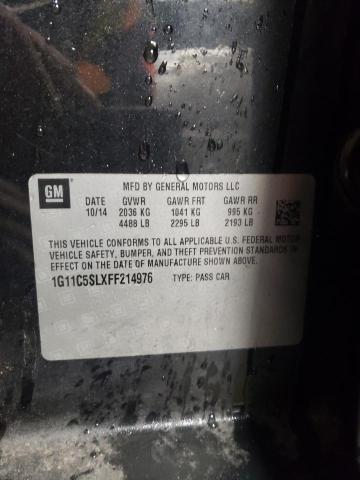 GM
MFD BY GENERAL MOTORS LLC
DATE GVWR GAWR FRT GAWR RR
10/14 2036 KG 1041 KG 995 KG
4488 LB 2295 LB 2193 LB
THIS VEHICLE CONFORMS TO ALL APPLICABLE U.S. FEDERAL MOTOR
VEHICLE SAFETY, BUMPER, AND THEFT PREVENTION STANDARDS
IN EFFECT ON THE DATE OF MANUFACTURE SHOWN ABOVE.
1G11C5SLXFF214976 TYPE: PASS CAR